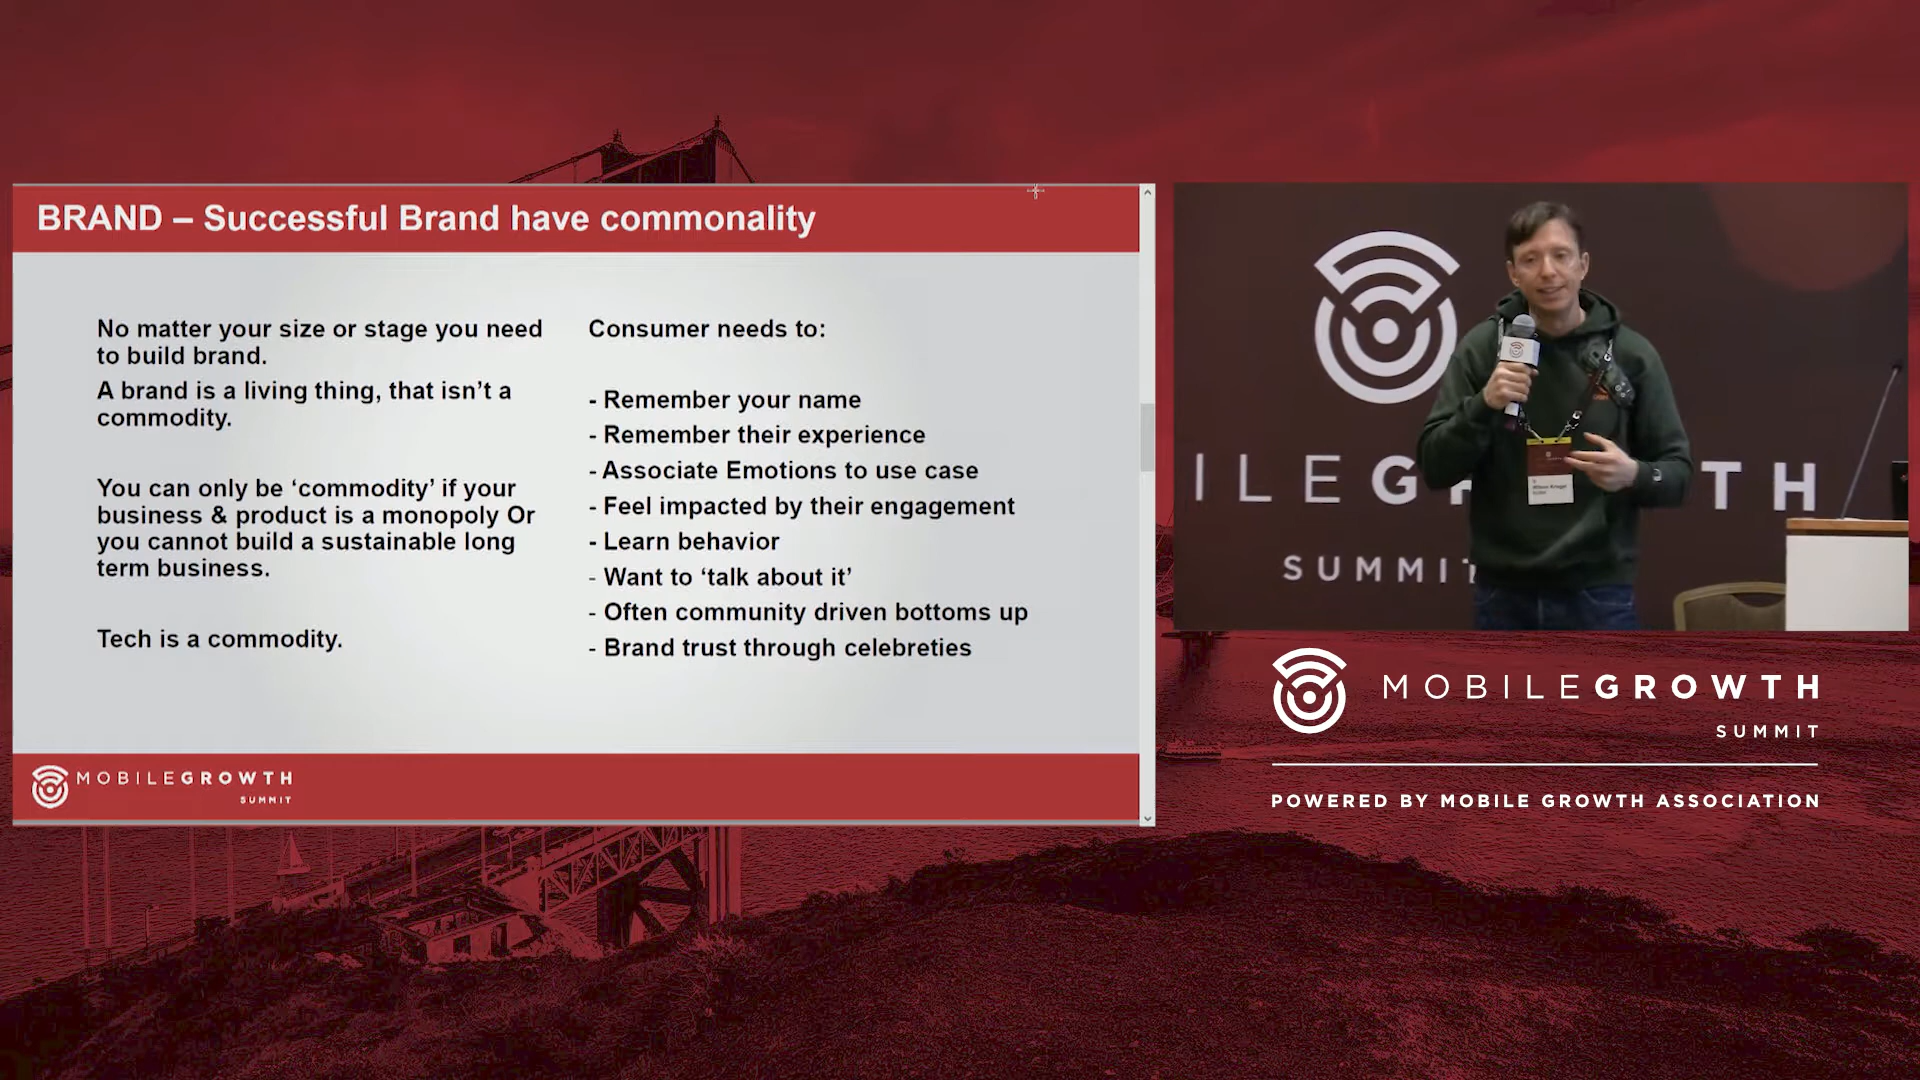 BRAND – Successful Brand have commonality
No matter your size or stage you need
to build brand.
A brand is a living thing, that isn’t a
commodity.
You can only be ‘commodity’ if your
business & product is a monopoly Or
you cannot build a sustainable long
term business.
Tech is a commodity.
Consumer needs to:
- Remember your name
- Remember their experience
- Associate Emotions to use case
- Feel impacted by their engagement
- Learn behavior
- Want to ‘talk about it’
- Often community driven bottoms up
- Brand trust through celebreties
MOBILEGROWTH
SUMMIT
ILEG TH
SUMMIT
MOBILEGROWTH
SUMMIT
POWERED BY MOBILE GROWTH ASSOCIATION